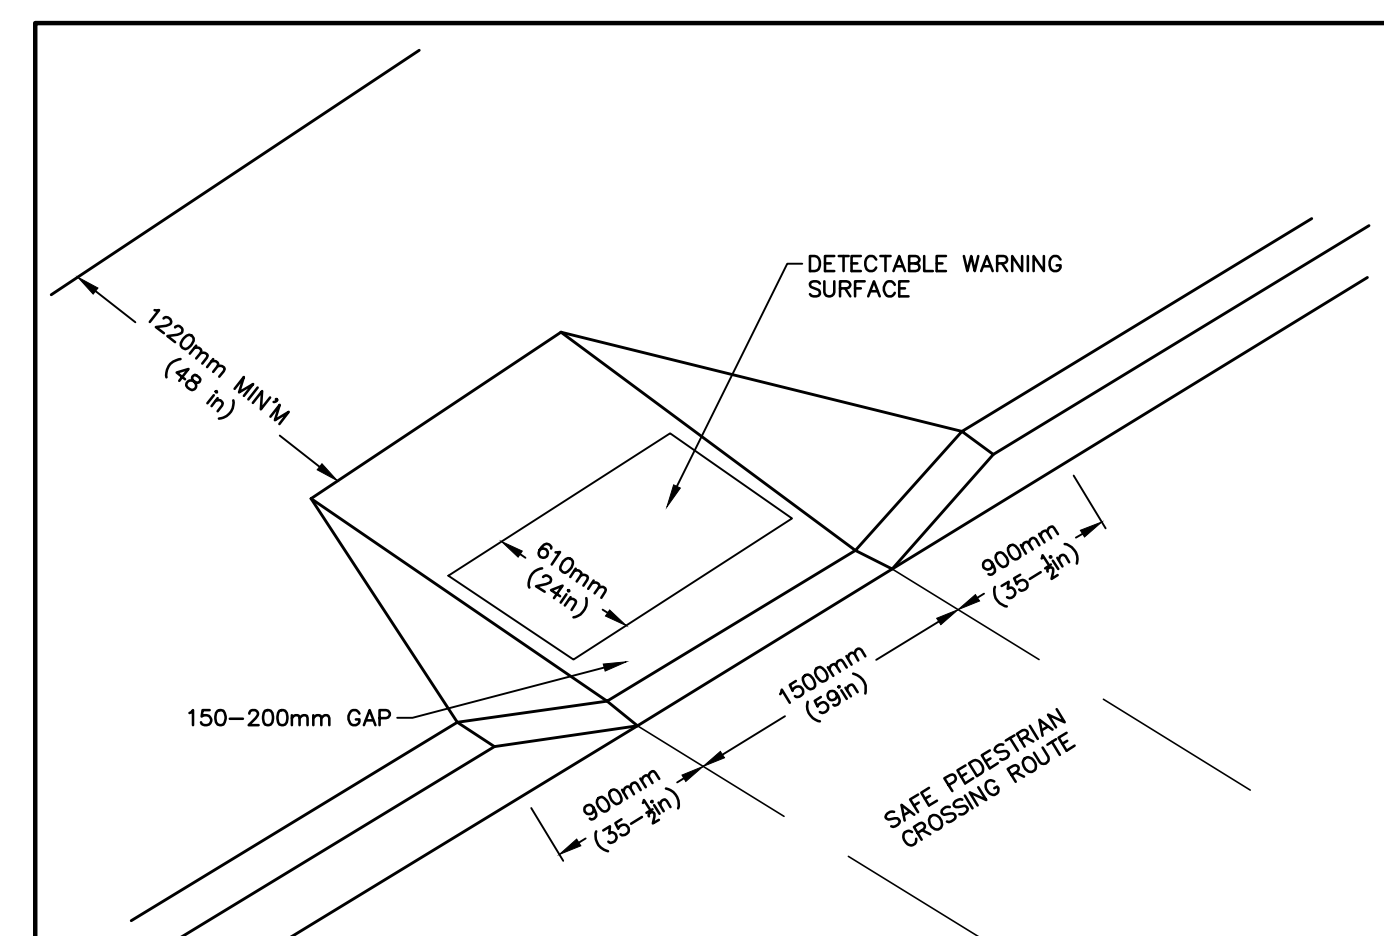 DETECTABLE WARNING
SURFACE
1220mm MIN'M
(48 in)
610mm
(24in)
900mm
(35-½in)
1500mm
(59in)
150-200mm GAP
900mm
(35-½in)
SAFE PEDESTRIAN
CROSSING ROUTE